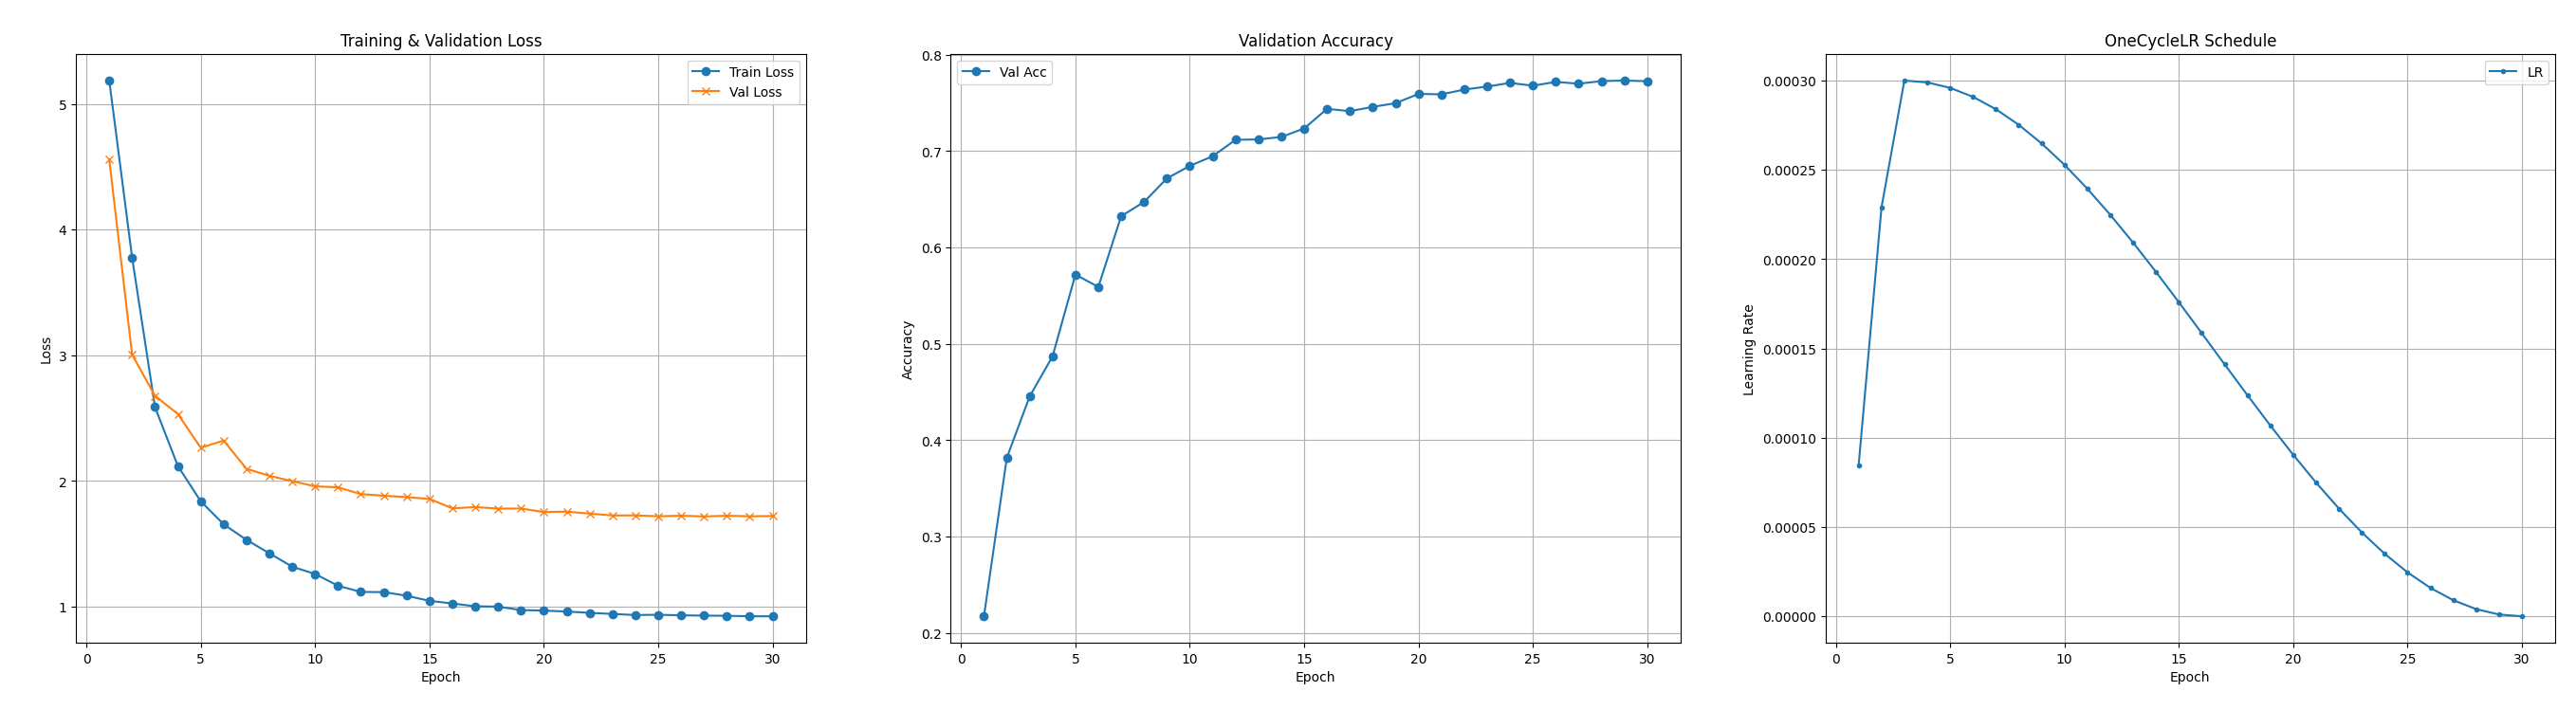 Training & Validation Loss
Train Loss
Val Loss
5
4
3
2
1
Loss
0 5 10 15 20 25 30
Epoch
Validation Accuracy
Val Acc
0.8
0.7
0.6
0.5
0.4
0.3
0.2
Accuracy
0 5 10 15 20 25 30
Epoch
OneCycleLR Schedule
LR
0.00030
0.00025
0.00020
0.00015
0.00010
0.00005
0.00000
Learning Rate
0 5 10 15 20 25 30
Epoch